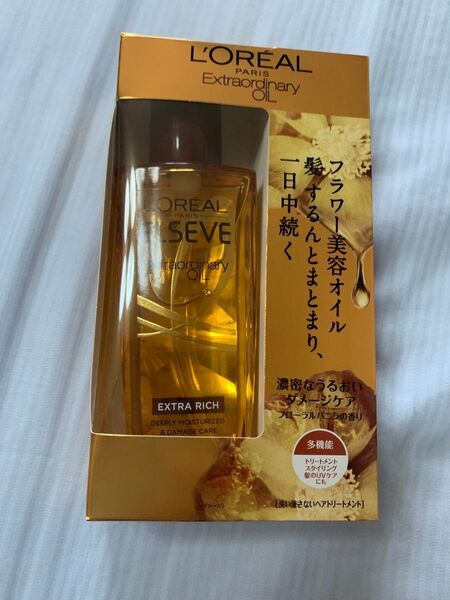 L'ORÉAL
PARIS
Extraordinary
OIL
L'ORÉAL
PARIS
ELSEVE
Extraordinary
OIL
EXTRA RICH
DEEPLY MOISTURIZED
& DAMAGE CARE
フラワー美容オイル
髪するんとまとまり、
一日中続く
濃密なうるおい
ダメージケア
フローラルバニラの香り
多機能
トリートメント
スタイリング
髪のUVケア
にも
[洗い流さないヘアトリートメント]